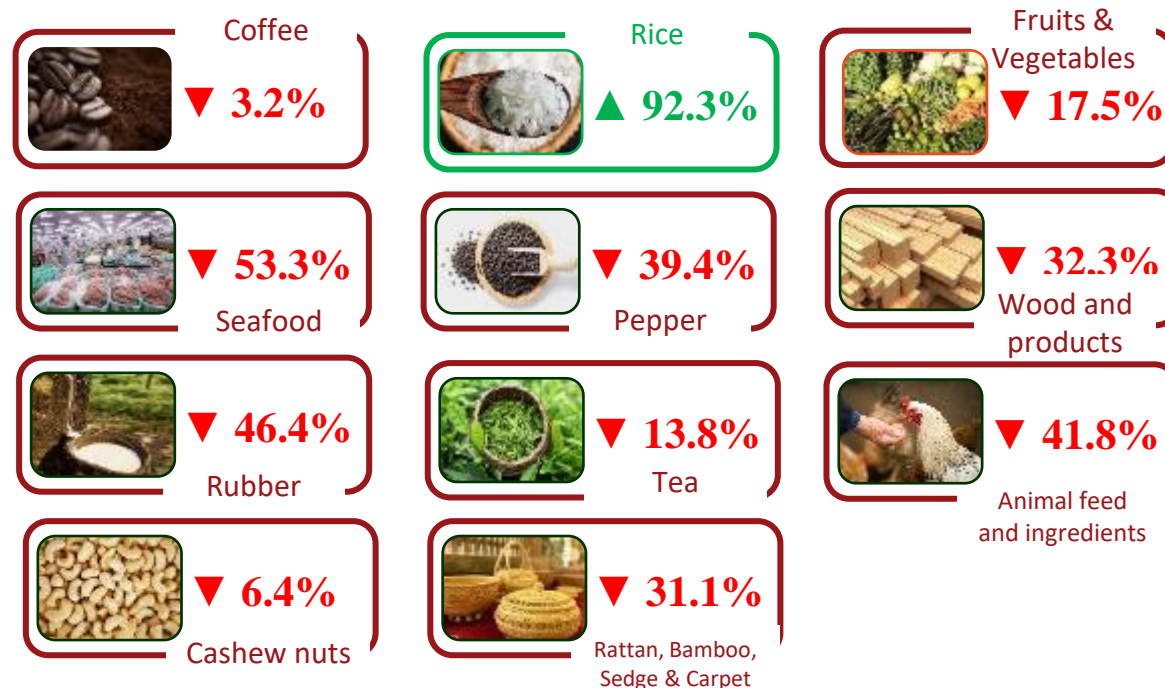 Coffee
▼ 3.2%
Rice
▲ 92.3%
Fruits &
Vegetables
▼ 17.5%
▼ 53.3%
Seafood
▼ 39.4%
Pepper
▼ 32.3%
Wood and
products
▼ 46.4%
Rubber
▼ 13.8%
Tea
▼ 41.8%
Animal feed
and ingredients
▼ 6.4%
Cashew nuts
▼ 31.1%
Rattan, Bamboo,
Sedge & Carpet